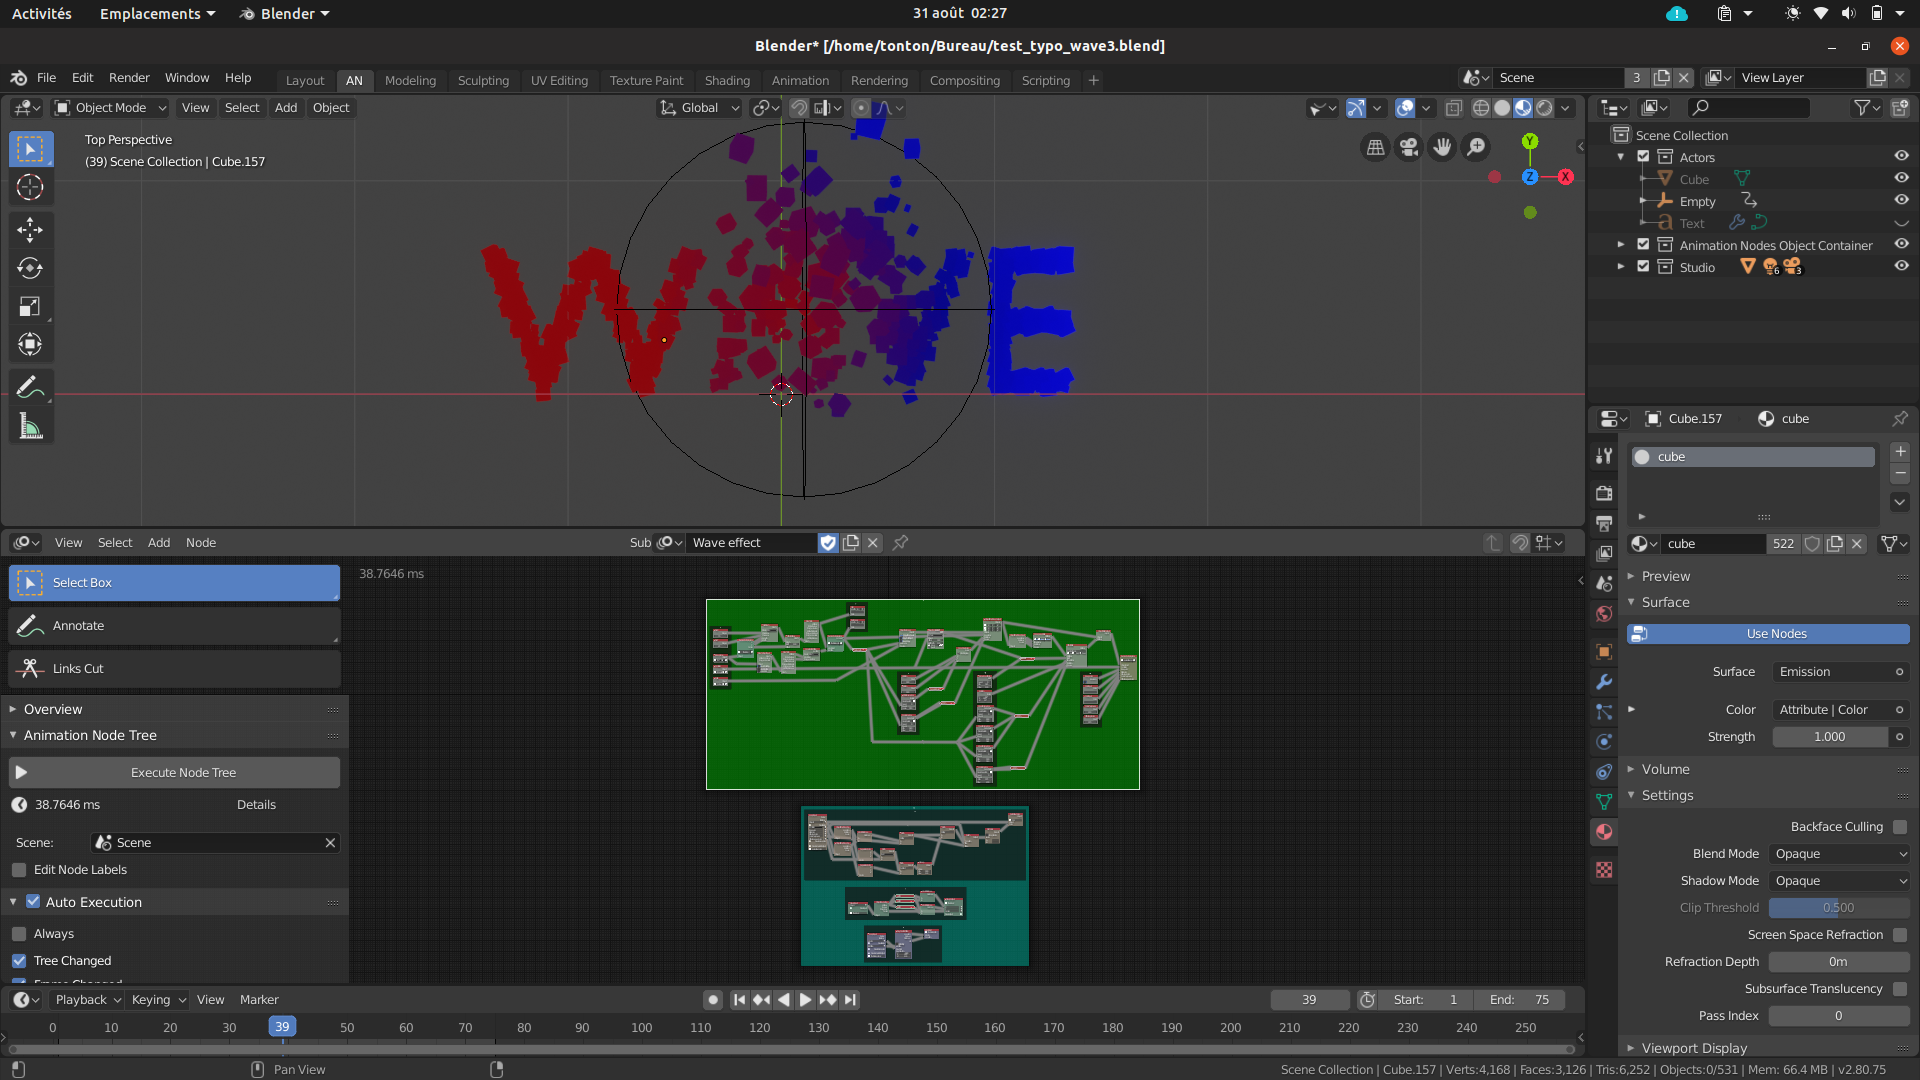 Activités Emplacements Blender 31 août 02:27
Blender* [/home/tonton/Bureau/test_typo_wave3.blend]
File Edit Render Window Help Layout AN Modeling Sculpting UV Editing Texture Paint Shading Animation Rendering Compositing Scripting + Scene 3 View Layer
Object Mode View Select Add Object Global
Top Perspective
(39) Scene Collection | Cube.157
WAVE
Y
Z
X
Scene Collection
Actors
Cube
Empty
Text
Animation Nodes Object Container
Studio 6 3
Cube.157 cube
cube
cube 522
Preview
Surface
Use Nodes
Surface Emission
Color Attribute | Color
Strength 1.000
Volume
Settings
Backface Culling
Blend Mode Opaque
Shadow Mode Opaque
Clip Threshold 0.500
Screen Space Refraction
Refraction Depth 0m
Subsurface Translucency
Pass Index 0
Viewport Display
View Select Add Node Sub Wave effect
Select Box
38.7646 ms
Annotate
Links Cut
Overview
Animation Node Tree
Execute Node Tree
38.7646 ms Details
Scene: Scene
Edit Node Labels
Auto Execution
Always
Tree Changed
Playback Keying View Marker 39 Start: 1 End: 75
0 10 20 30 39 50 60 70 80 90 100 110 120 130 140 150 160 170 180 190 200 210 220 230 240 250
Pan View
Scene Collection | Cube.157 | Verts:4,168 | Faces:3,126 | Tris:6,252 | Objects:0/531 | Mem: 66.4 MB | v2.80.75